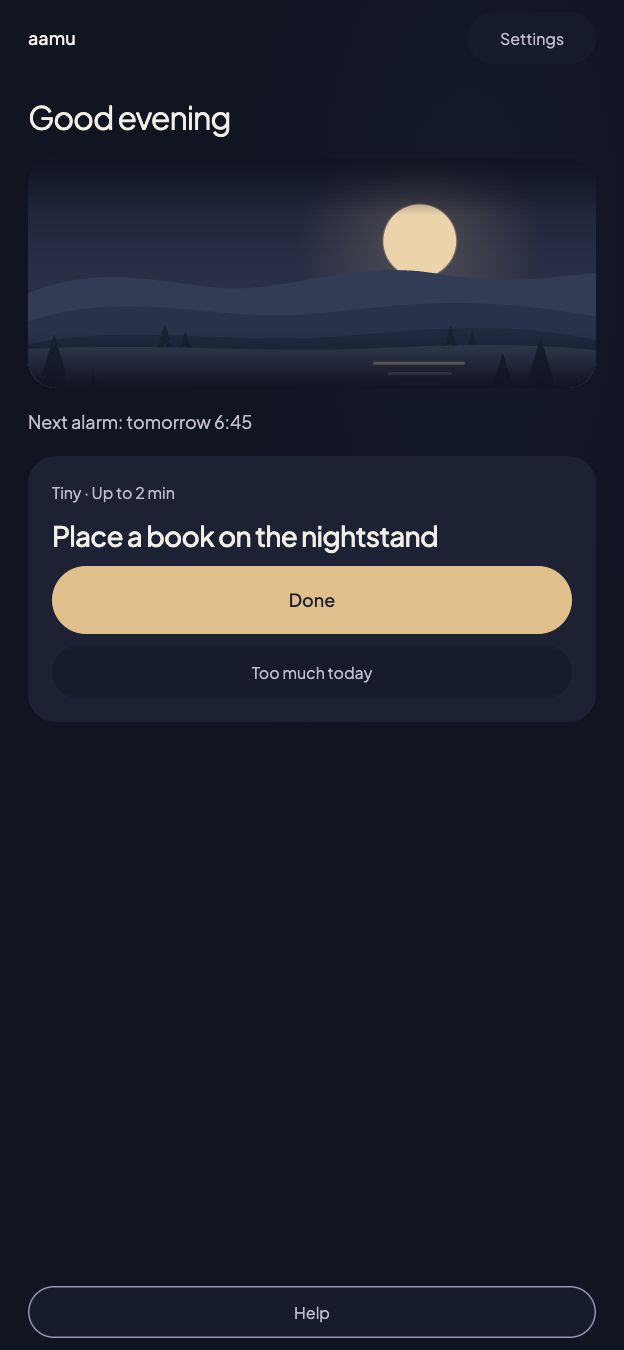 aamu
Settings
Good evening
Next alarm: tomorrow 6:45
Tiny · Up to 2 min
Place a book on the nightstand
Done
Too much today
Help